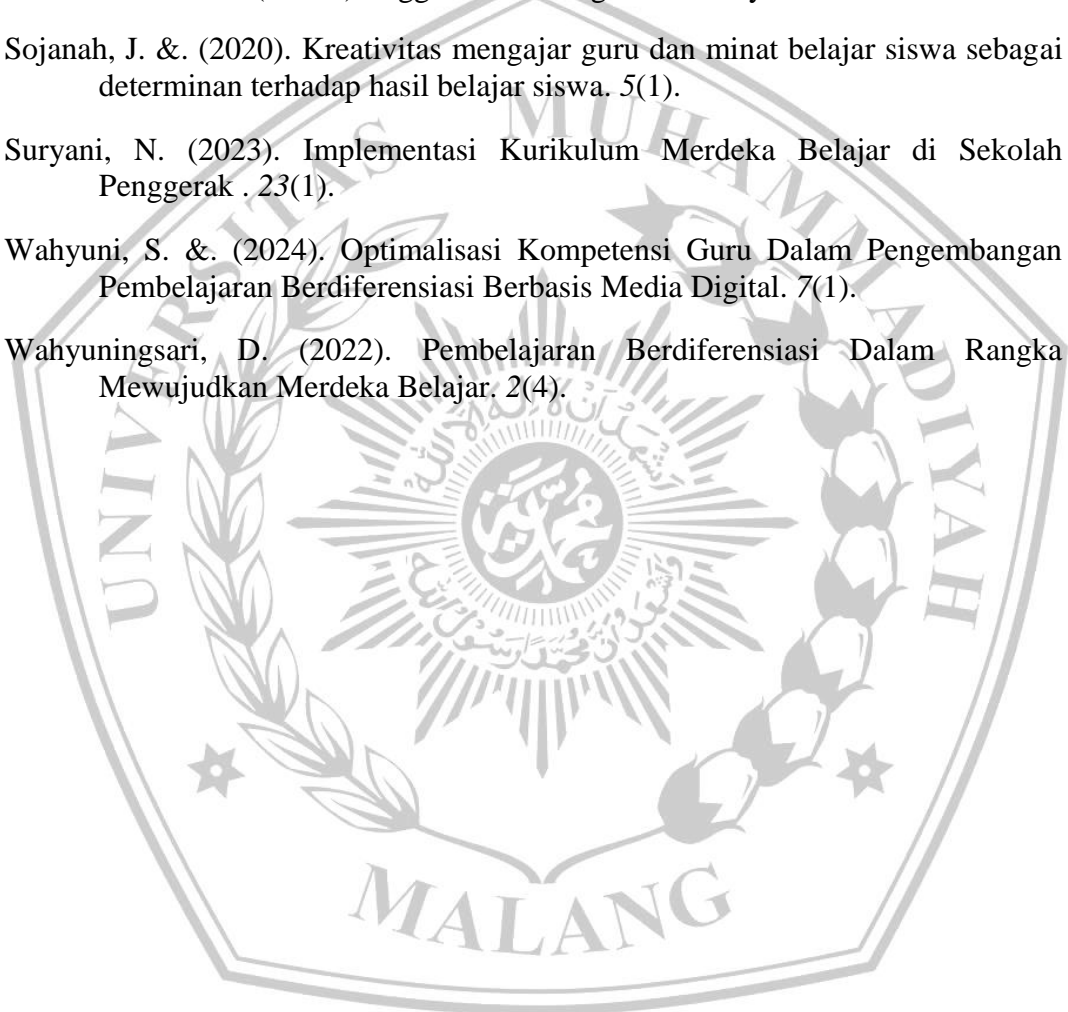 Sojanah, J. &. (2020). Kreativitas mengajar guru dan minat belajar siswa sebagai
determinan terhadap hasil belajar siswa. 5(1).
Suryani, N. (2023). Implementasi Kurikulum Merdeka Belajar di Sekolah
Penggerak . 23(1).
Wahyuni, S. &. (2024). Optimalisasi Kompetensi Guru Dalam Pengembangan
Pembelajaran Berdiferensiasi Berbasis Media Digital. 7(1).
Wahyuningsari, D. (2022). Pembelajaran Berdiferensiasi Dalam Rangka
Mewujudkan Merdeka Belajar. 2(4).
UNIVERSITAS MUHAMMADIYAH
MALANG